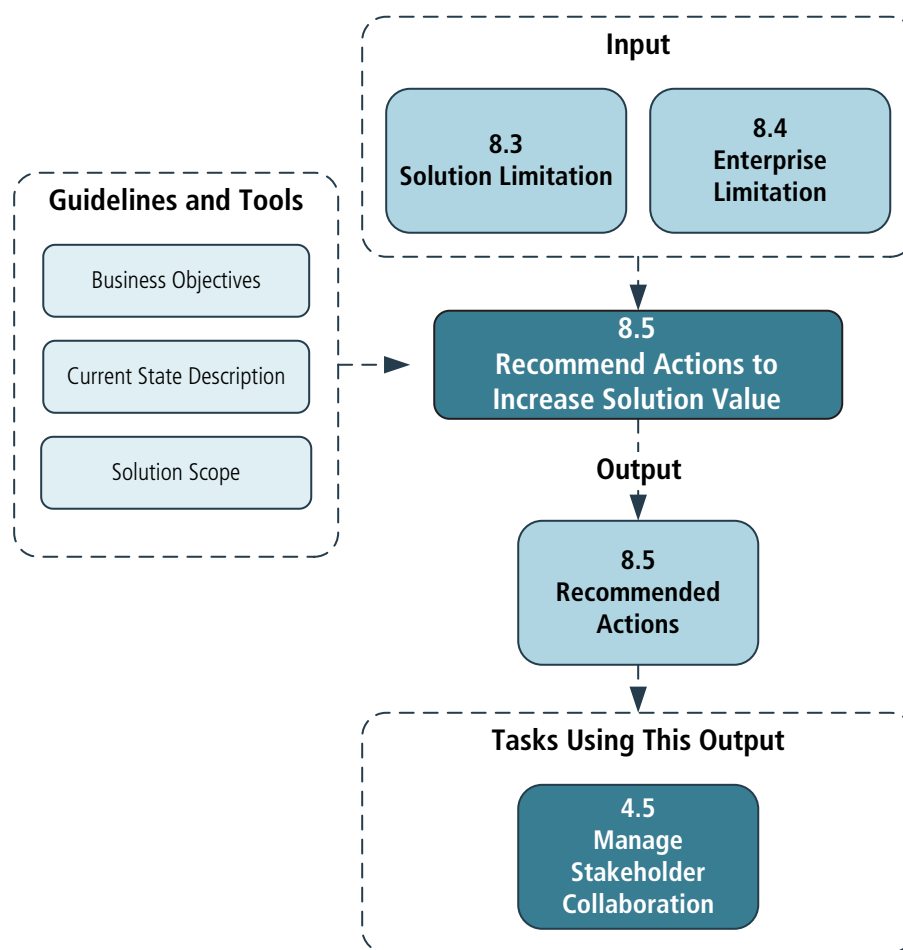 Input
8.3
Solution Limitation
8.4
Enterprise
Limitation
Guidelines and Tools
Business Objectives
Current State Description
Solution Scope
8.5
Recommend Actions to
Increase Solution Value
Output
8.5
Recommended
Actions
Tasks Using This Output
4.5
Manage
Stakeholder
Collaboration